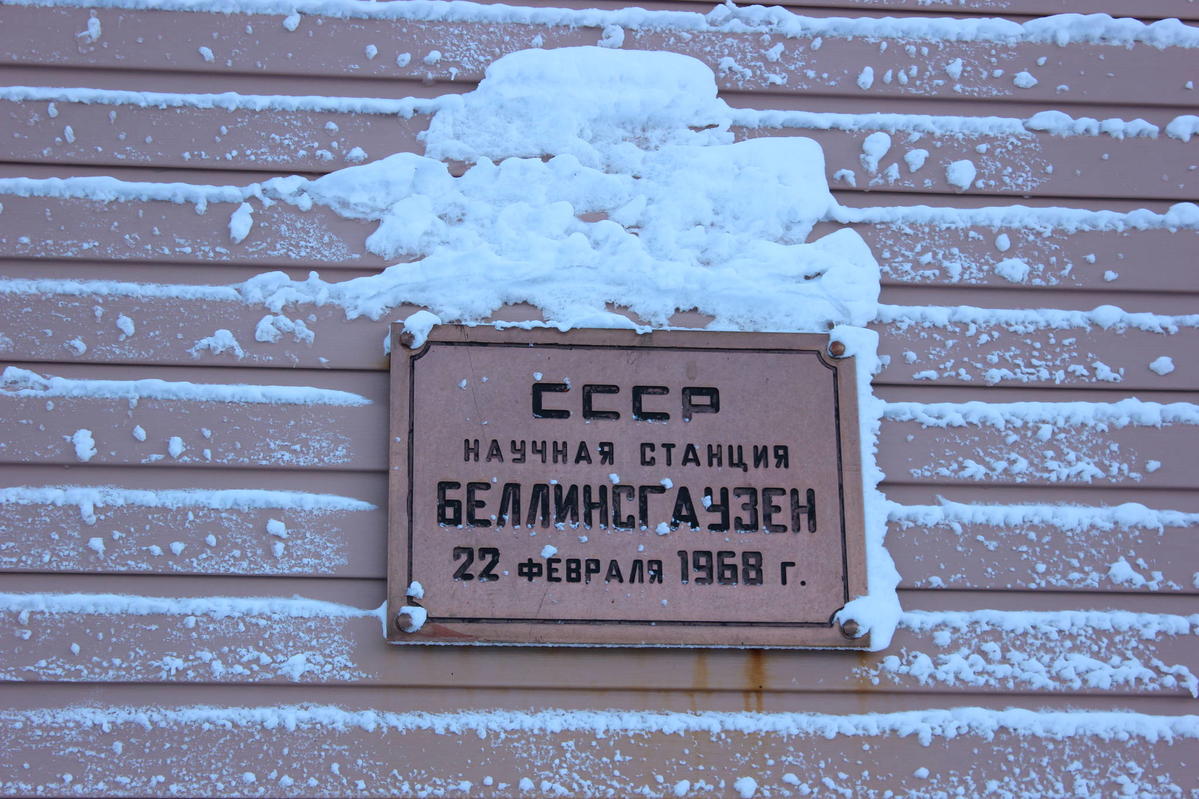 СССР
НАУЧНАЯ СТАНЦИЯ
БЕЛЛИНСГАУЗЕН
22 ФЕВРАЛЯ 1968 Г.